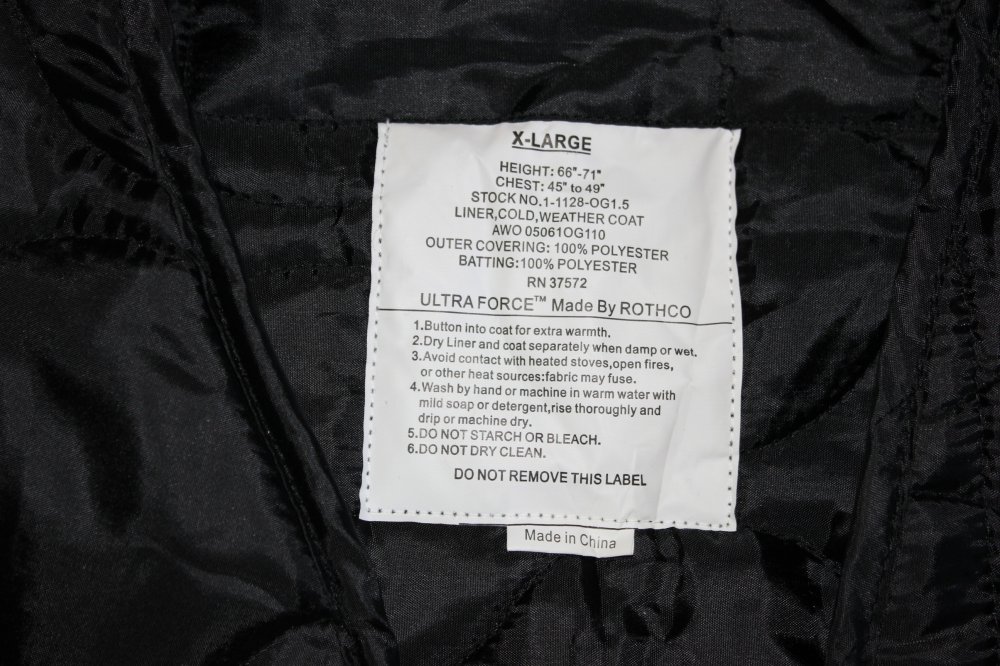 X-LARGE
HEIGHT: 66"-71"
CHEST: 45" to 49"
STOCK NO.1-1128-OG1.5
LINER,COLD,WEATHER COAT
AWO 05061OG110
OUTER COVERING: 100% POLYESTER
BATTING:100% POLYESTER
RN 37572
ULTRA FORCE™ Made By ROTHCO
1.Button into coat for extra warmth.
2.Dry Liner and coat separately when damp or wet.
3.Avoid contact with heated stoves,open fires,
or other heat sources:fabric may fuse.
4.Wash by hand or machine in warm water with
mild soap or detergent,rise thoroughly and
drip or machine dry.
5.DO NOT STARCH OR BLEACH.
6.DO NOT DRY CLEAN.
DO NOT REMOVE THIS LABEL
Made in China